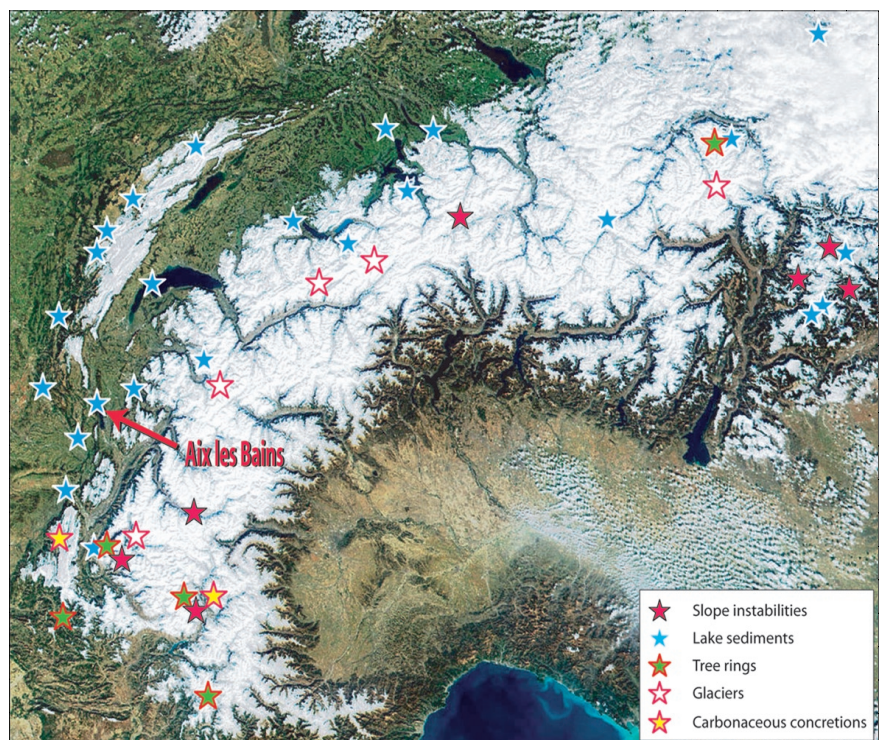 Aix les Bains
Slope instabilities
Lake sediments
Tree rings
Glaciers
Carbonaceous concretions